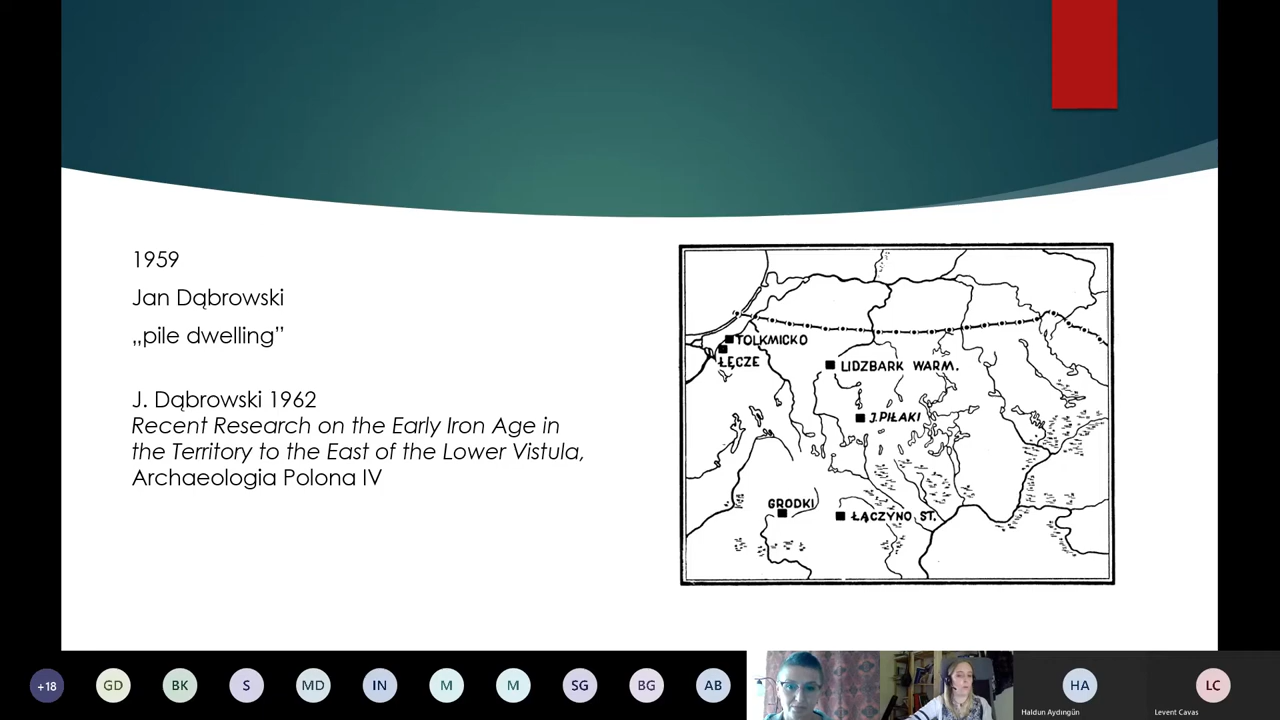 1959
Jan Dąbrowski
„pile dwelling”
J. Dąbrowski 1962
Recent Research on the Early Iron Age in
the Territory to the East of the Lower Vistula,
Archaeologia Polona IV
TOLKMICKO
ŁĘCZE
LIDZBARK WARM.
J.PIŁAKI
GRODKI
ŁĄCZYNO ST.
+18
GD
BK
S
MD
IN
M
M
SG
BG
AB
HA
LC
Haldun Aydıngün
Levent Cavas